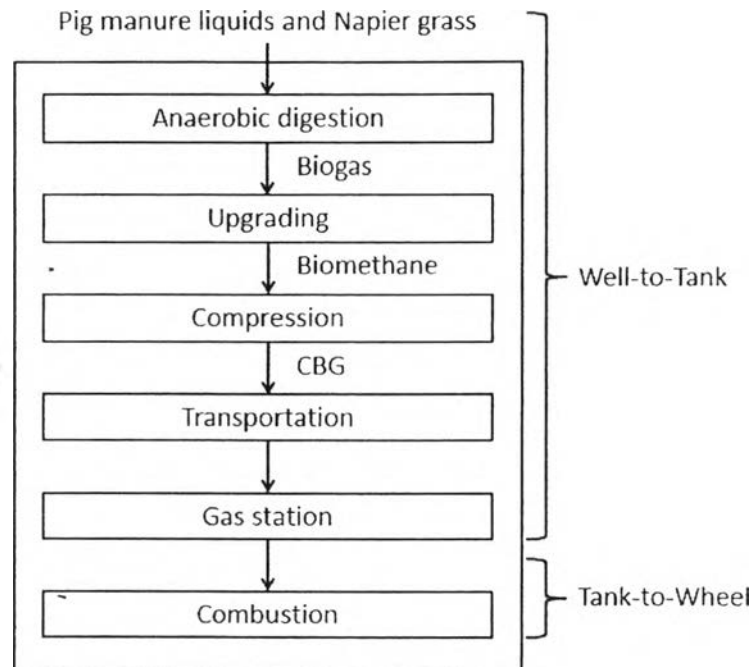 Pig manure liquids and Napier grass
Anaerobic digestion
Biogas
Upgrading
Biomethane
Compression
CBG
Transportation
Gas station
Combustion
Well-to-Tank
Tank-to-Wheel